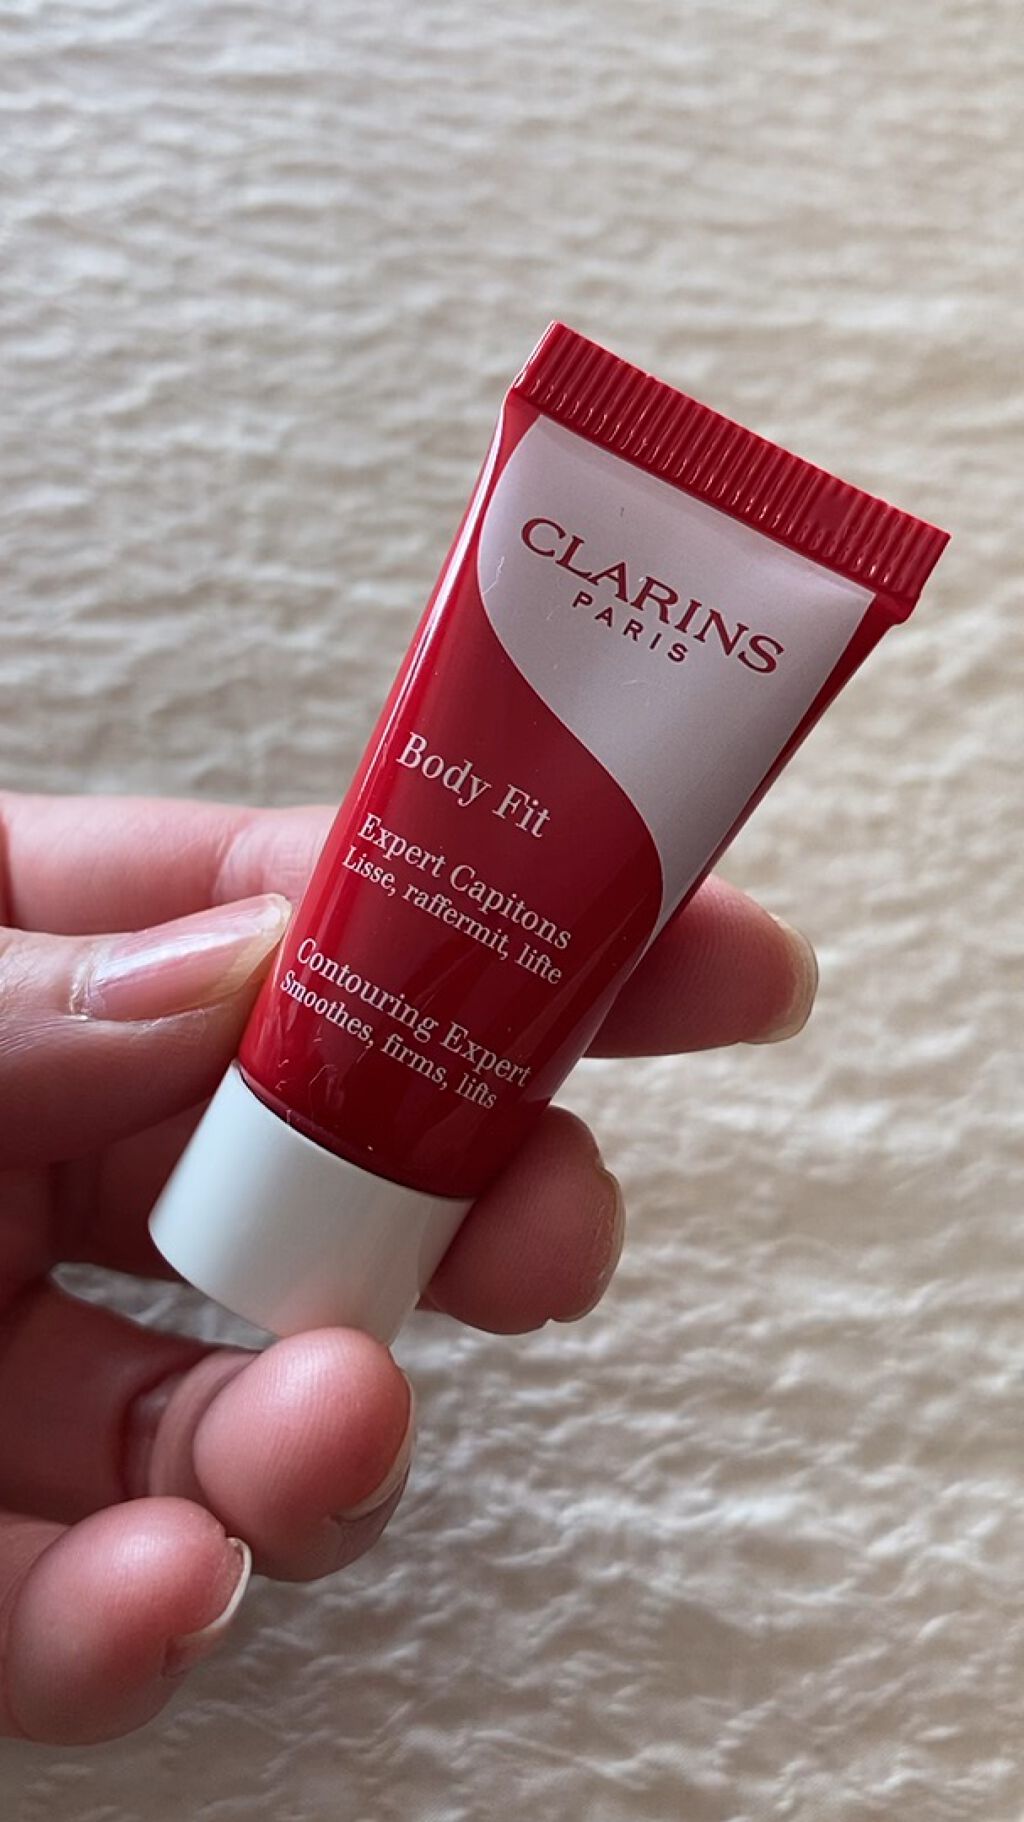 CLARINS
PARIS
Body Fit
Expert Capitons
Lisse, raffermit, lifte
Contouring Expert
Smoothes, firms, lifts